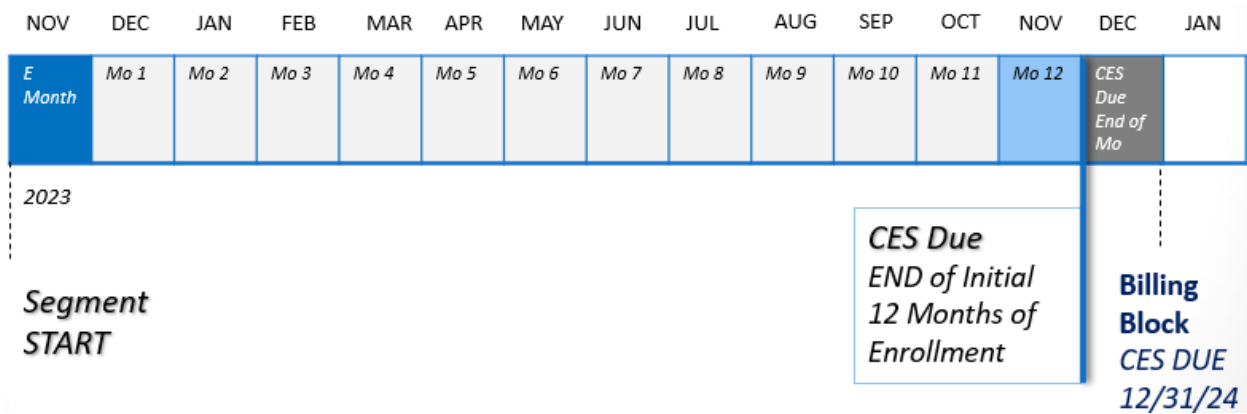 NOV DEC JAN FEB MAR APR MAY JUN JUL AUG SEP OCT NOV DEC JAN
E Month
Mo 1 Mo 2 Mo 3 Mo 4 Mo 5 Mo 6 Mo 7 Mo 8 Mo 9 Mo 10 Mo 11 Mo 12
CES
Due
End of
Mo
2023
Segment
START
CES Due
END of Initial
12 Months of
Enrollment
Billing
Block
CES DUE
12/31/24